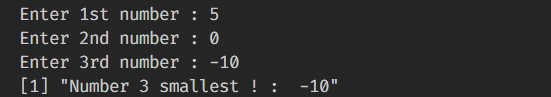 Enter 1st number : 5
Enter 2nd number : 0
Enter 3rd number : -10
[1] "Number 3 smallest ! :  -10"